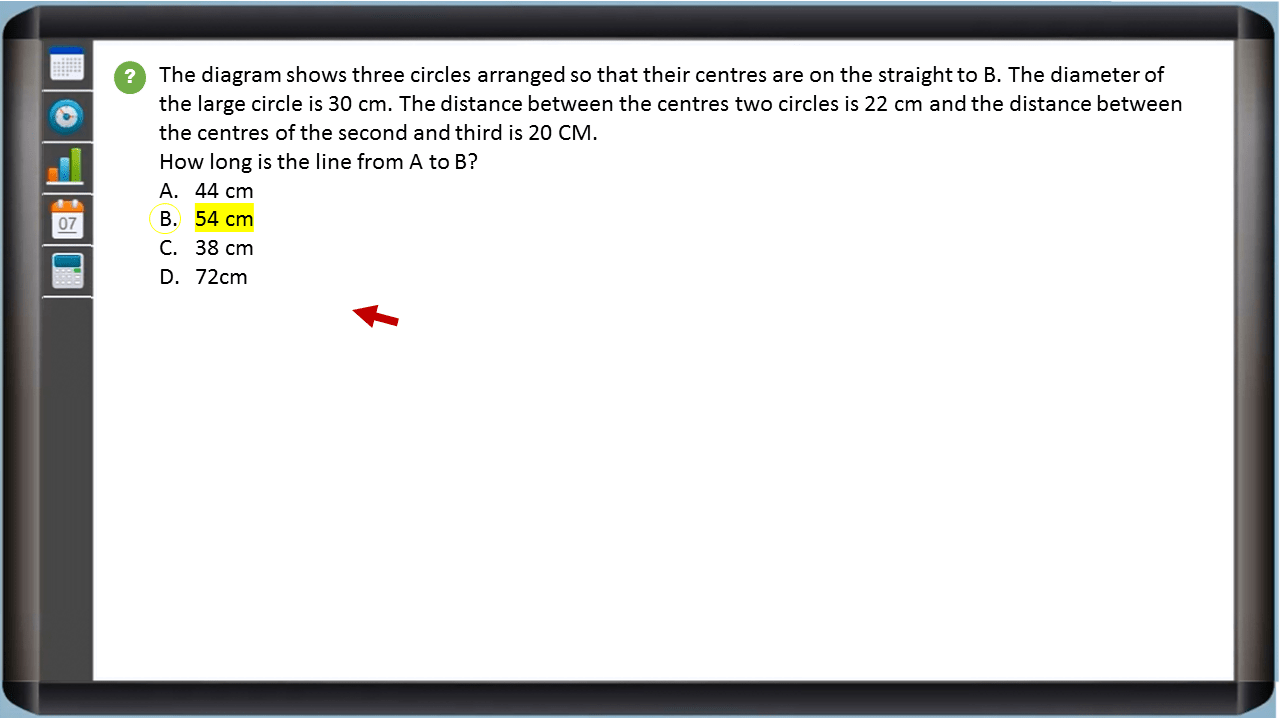 ?
The diagram shows three circles arranged so that their centres are on the straight to B. The diameter of
the large circle is 30 cm. The distance between the centres two circles is 22 cm and the distance between
the centres of the second and third is 20 CM.
How long is the line from A to B?
A. 44 cm
B. 54 cm
C. 38 cm
D. 72cm
07